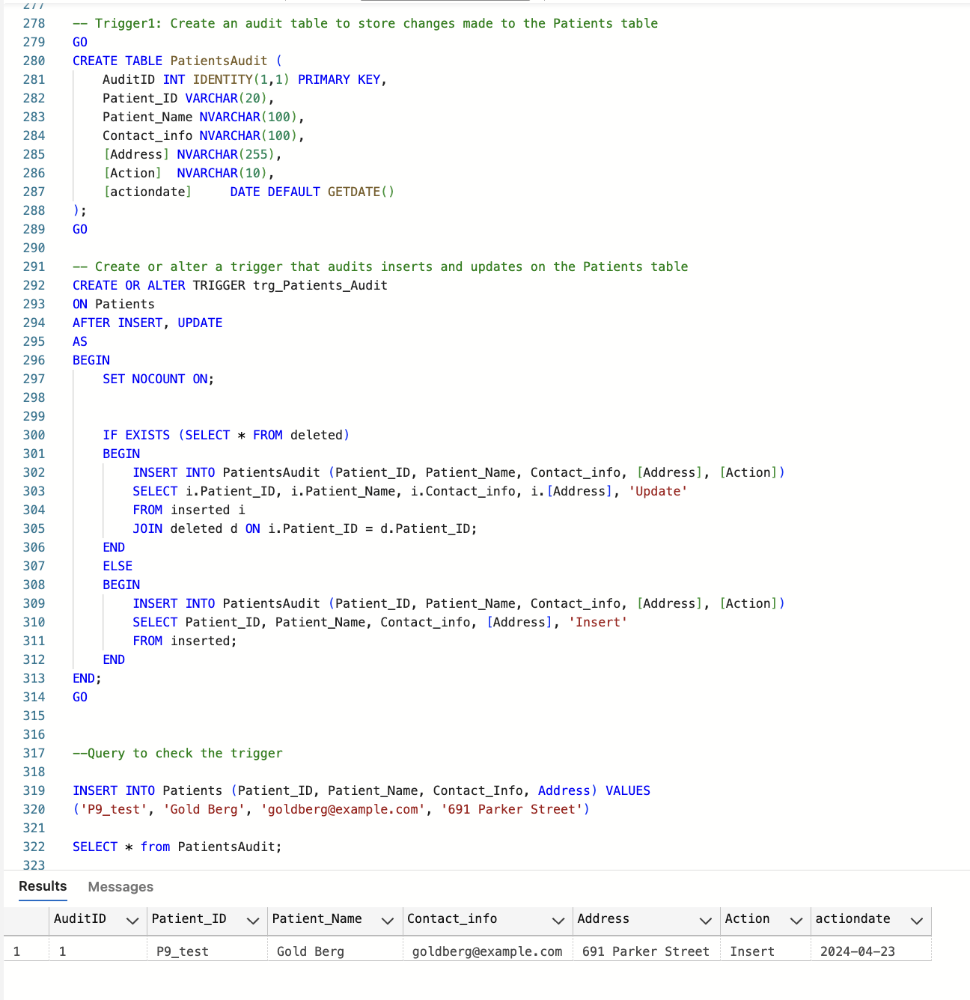 277
278 -- Trigger1: Create an audit table to store changes made to the Patients table
279 GO
280 CREATE TABLE PatientsAudit (
281 AuditID INT IDENTITY(1,1) PRIMARY KEY,
282 Patient_ID VARCHAR(20),
283 Patient_Name NVARCHAR(100),
284 Contact_info NVARCHAR(100),
285 [Address] NVARCHAR(255),
286 [Action] NVARCHAR(10),
287 [actiondate] DATE DEFAULT GETDATE()
288 );
289 GO
290
291 -- Create or alter a trigger that audits inserts and updates on the Patients table
292 CREATE OR ALTER TRIGGER trg_Patients_Audit
293 ON Patients
294 AFTER INSERT, UPDATE
295 AS
296 BEGIN
297 SET NOCOUNT ON;
298
299
300 IF EXISTS (SELECT * FROM deleted)
301 BEGIN
302 INSERT INTO PatientsAudit (Patient_ID, Patient_Name, Contact_info, [Address], [Action])
303 SELECT i.Patient_ID, i.Patient_Name, i.Contact_info, i.[Address], 'Update'
304 FROM inserted i
305 JOIN deleted d ON i.Patient_ID = d.Patient_ID;
306 END
307 ELSE
308 BEGIN
309 INSERT INTO PatientsAudit (Patient_ID, Patient_Name, Contact_info, [Address], [Action])
310 SELECT Patient_ID, Patient_Name, Contact_info, [Address], 'Insert'
311 FROM inserted;
312 END
313 END;
314 GO
315
316
317 --Query to check the trigger
318
319 INSERT INTO Patients (Patient_ID, Patient_Name, Contact_Info, Address) VALUES
320 ('P9_test', 'Gold Berg', 'goldberg@example.com', '691 Parker Street')
321
322 SELECT * from PatientsAudit;
323
Results Messages
AuditID Patient_ID Patient_Name Contact_info Address Action actiondate
1 1 P9_test Gold Berg goldberg@example.com 691 Parker Street Insert 2024-04-23